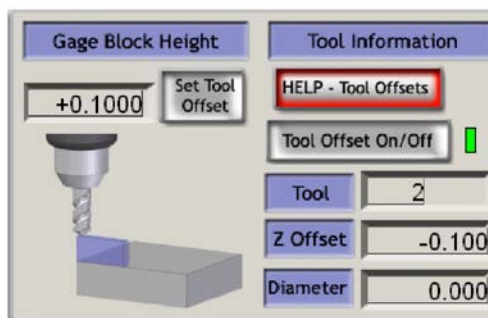 Gage Block Height
+0.1000
Set Tool
Offset
Tool Information
HELP - Tool Offsets
Tool Offset On/Off
Tool
2
Z Offset
-0.100
Diameter
0.000